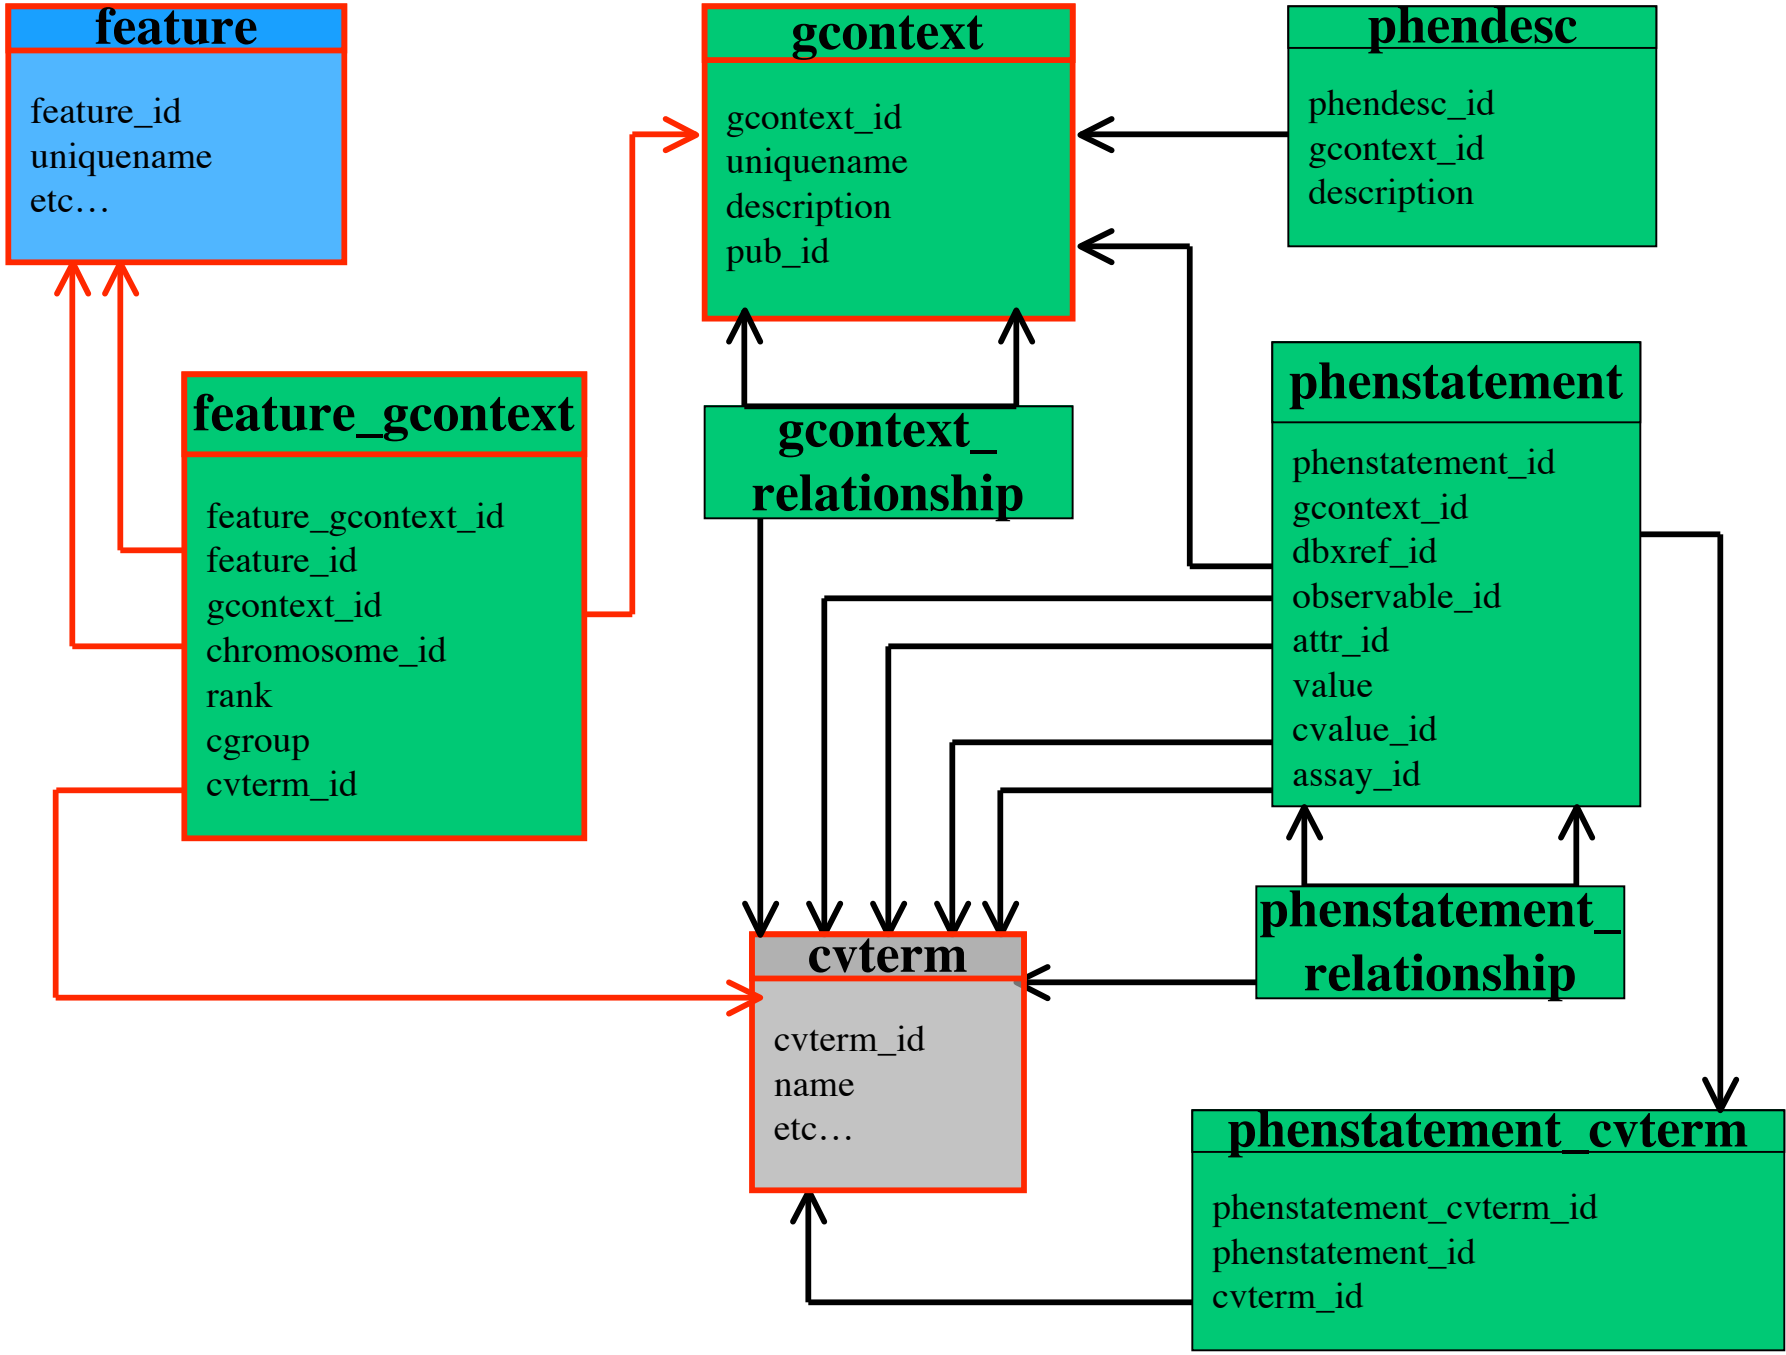 feature
feature_id
uniquename
etc…
gcontext
gcontext_id
uniquename
description
pub_id
phendesc
phendesc_id
gcontext_id
description
feature_gcontext
feature_gcontext_id
feature_id
gcontext_id
chromosome_id
rank
cgroup
cvterm_id
gcontext_
relationship
phenstatement
phenstatement_id
gcontext_id
dbxref_id
observable_id
attr_id
value
cvalue_id
assay_id
phenstatement_
relationship
cvterm
cvterm_id
name
etc…
phenstatement_cvterm
phenstatement_cvterm_id
phenstatement_id
cvterm_id